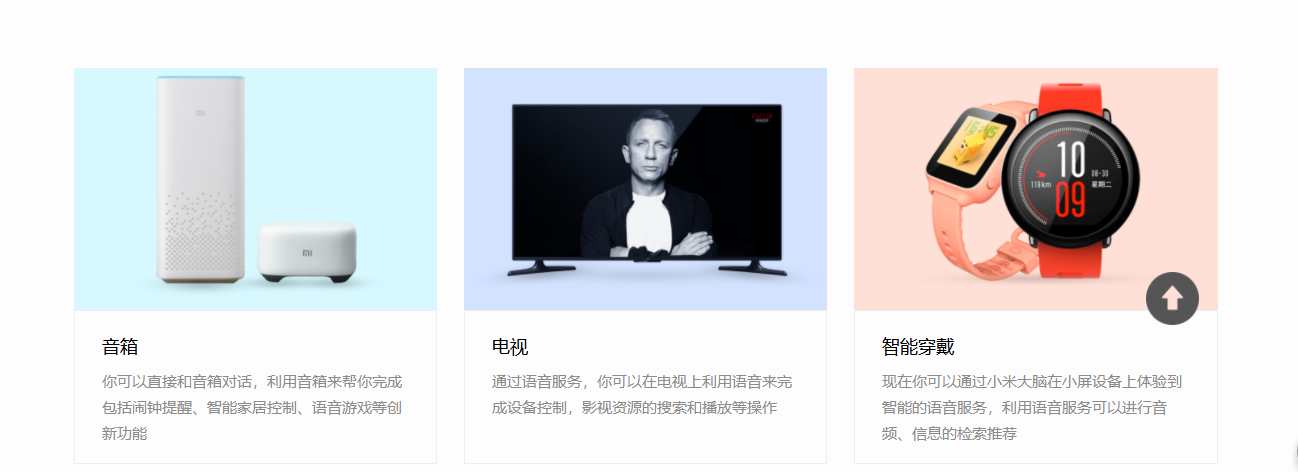 10
09
08-30
星期二
119km
音箱
你可以直接和音箱对话，利用音箱来帮你完成
包括闹钟提醒、智能家居控制、语音游戏等创
新功能
电视
通过语音服务，你可以在电视上利用语音来完
成设备控制，影视资源的搜索和播放等操作
智能穿戴
现在你可以通过小米大脑在小屏设备上体验到
智能的语音服务，利用语音服务可以进行音
频、信息的检索推荐